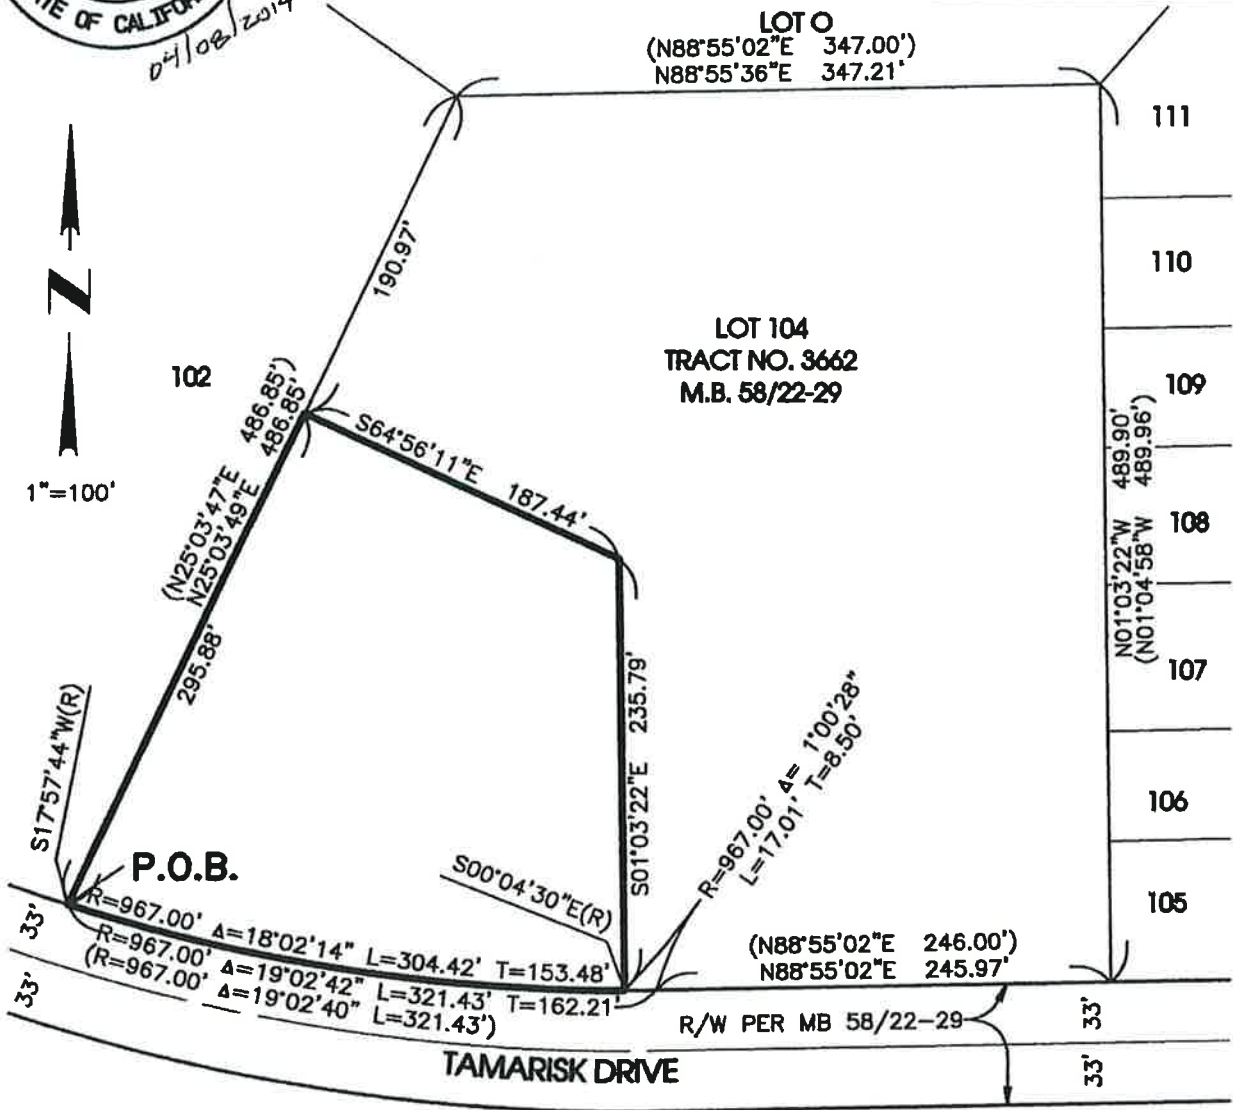 TE OF CALIFOR
04/08/2019
LOT O
(N88°55'02"E 347.00')
N88°55'36"E 347.21'
111
110
109
108
107
106
105
190.97'
N
1"=100'
102
LOT 104
TRACT NO. 3662
M.B. 58/22-29
(N25°03'47"E 486.85')
N25°03'49"E 486.85'
295.88'
S64°56'11"E 187.44'
N01°03'22"W 489.90'
(N01°04'58"W 489.96')
S01°03'22"E 235.79'
R=967.00' Δ= 1°00'28"
L=17.01' T=8.50'
S17°57'44"W(R)
P.O.B.
S00°04'30"E(R)
R=967.00' Δ=18°02'14" L=304.42' T=153.48'
R=967.00' Δ=19°02'42" L=321.43' T=162.21'
(R=967.00' Δ=19°02'40" L=321.43')
(N88°55'02"E 246.00')
N88°55'02"E 245.97'
33'
33'
R/W PER MB 58/22-29
33'
33'
TAMARISK DRIVE